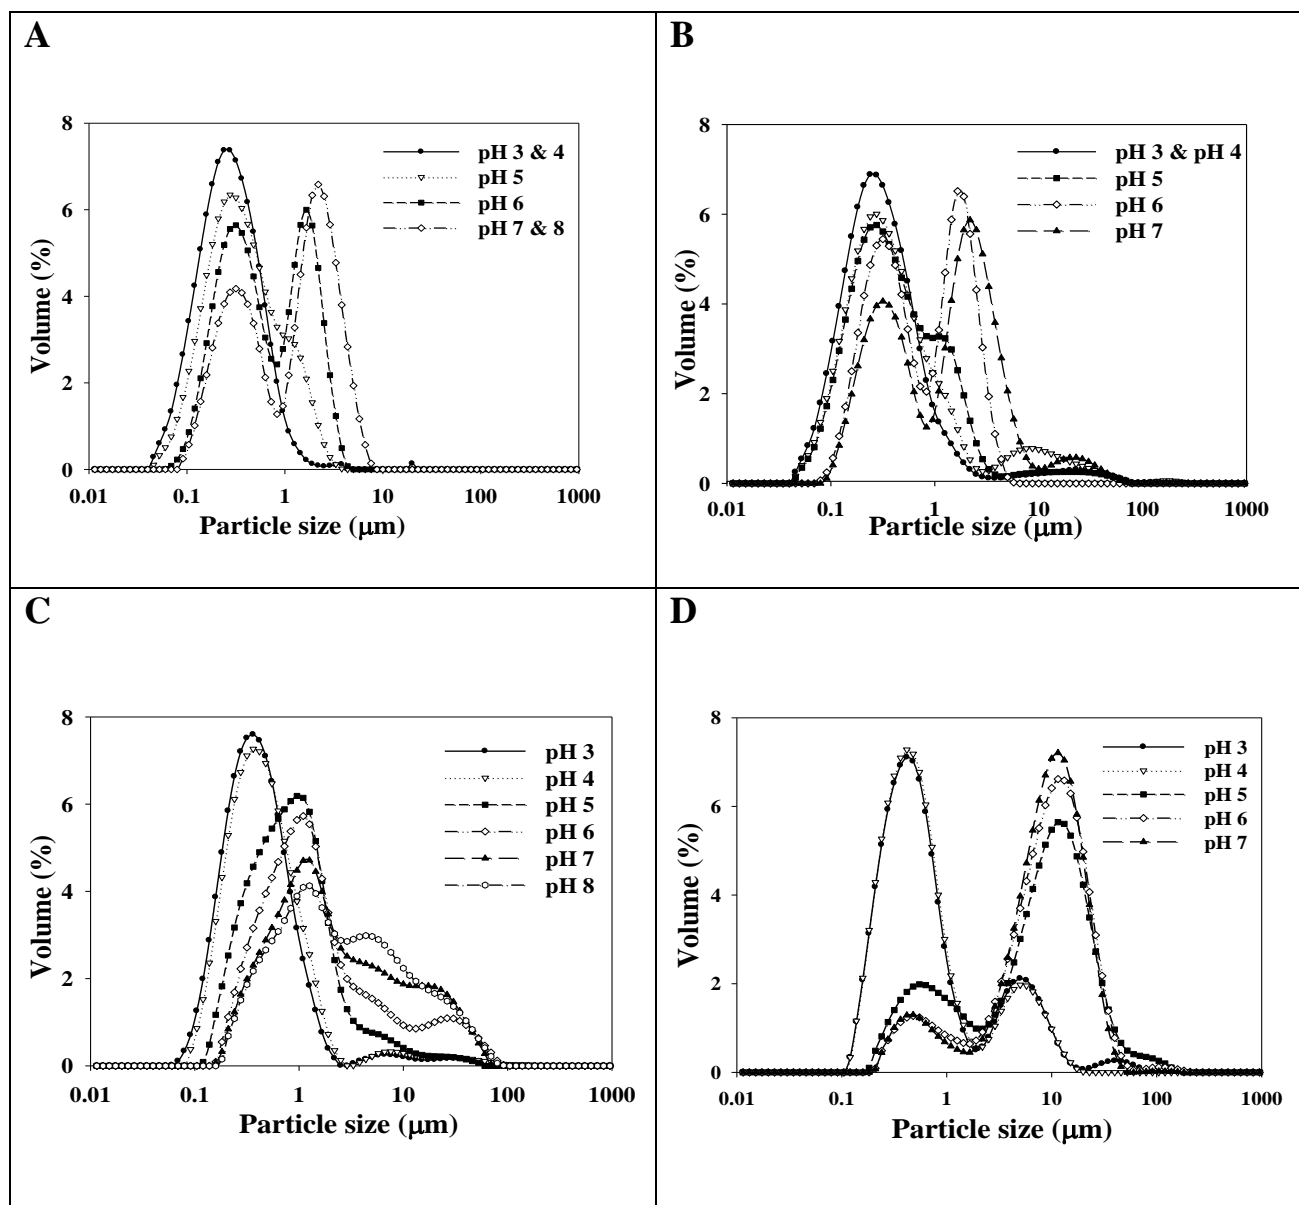 A
8
6
4
2
0
Volume (%)
pH 3 & 4
pH 5
pH 6
pH 7 & 8
0.01 0.1 1 10 100 1000
Particle size (μm)
B
8
6
4
2
0
Volume (%)
pH 3 & pH 4
pH 5
pH 6
pH 7
0.01 0.1 1 10 100 1000
Particle size (μm)
C
8
6
4
2
0
Volume (%)
pH 3
pH 4
pH 5
pH 6
pH 7
pH 8
0.01 0.1 1 10 100 1000
Particle size (μm)
D
8
6
4
2
0
Volume (%)
pH 3
pH 4
pH 5
pH 6
pH 7
0.01 0.1 1 10 100 1000
Particle size (μm)